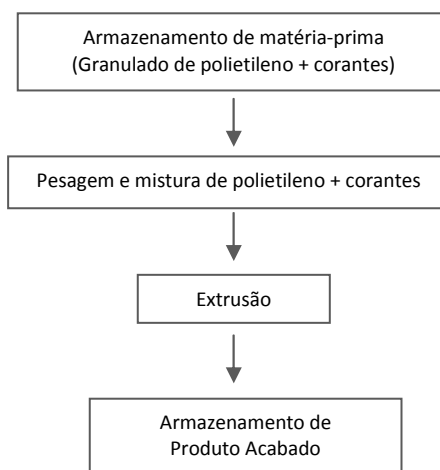 Armazenamento de matéria-prima
(Granulado de polietileno + corantes)
Pesagem e mistura de polietileno + corantes
Extrusão
Armazenamento de
Produto Acabado